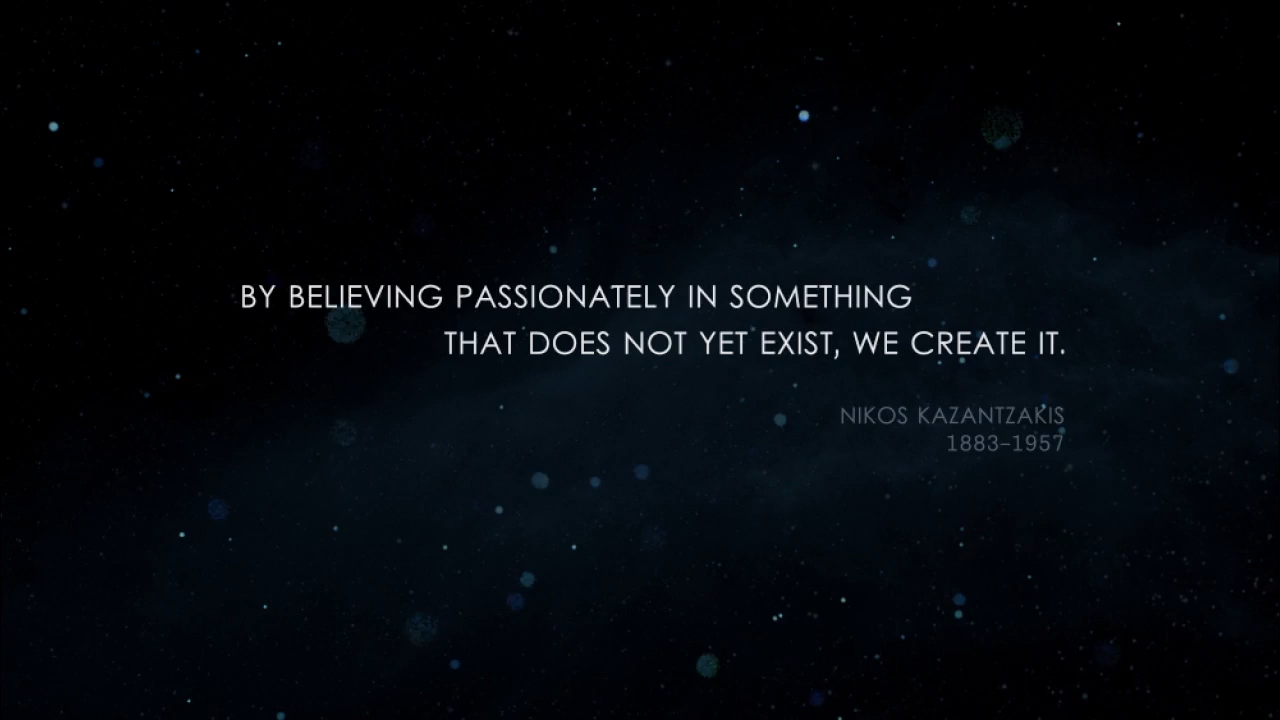 BY BELIEVING PASSIONATELY IN SOMETHING
THAT DOES NOT YET EXIST, WE CREATE IT.
NIKOS KAZANTZAKIS
1883–1957